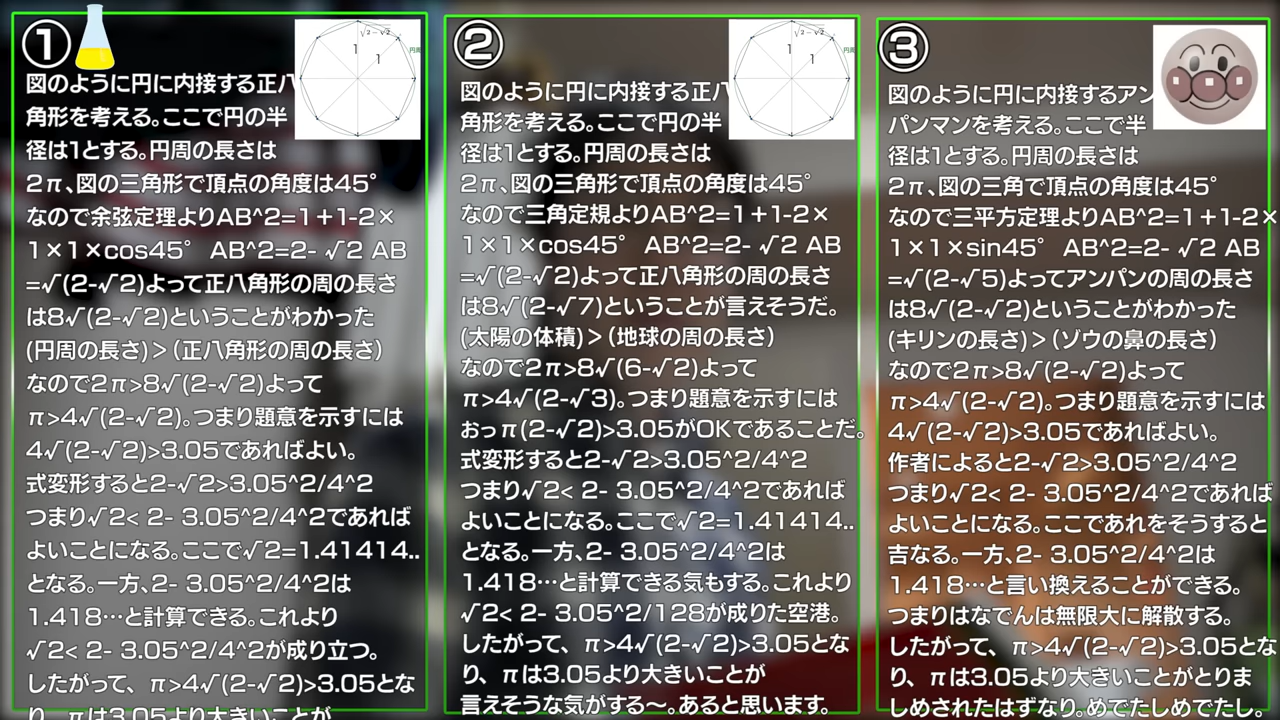 ①
√2-√2
1
1
図のように円に内接する正八
角形を考える。ここで円の半
径は1とする。円周の長さは
2π、図の三角形で頂点の角度は45°
なので余弦定理よりAB^2=1+1-2×
1×1×cos45° AB^2=2- √2 AB
=√(2-√2)よって正八角形の周の長さ
は8√(2-√2)ということがわかった
(円周の長さ)>(正八角形の周の長さ)
なので2π>8√(2-√2)よって
π>4√(2-√2)。つまり題意を示すには
4√(2-√2)>3.05であればよい。
式変形すると2-√2>3.05^2/4^2
つまり√2< 2- 3.05^2/4^2であれば
よいことになる。ここで√2=1.41414..
となる。一方、2- 3.05^2/4^2は
1.418…と計算できる。これより
√2< 2- 3.05^2/4^2が成り立つ。
したがって、π>4√(2-√2)>3.05とな
り、πは3.05より大きいことが
②
√2-√2
1
1
図のように円に内接する正八
角形を考える。ここで円の半
径は1とする。円周の長さは
2π、図の三角形で頂点の角度は45°
なので三角定規よりAB^2=1+1-2×
1×1×cos45° AB^2=2- √2 AB
=√(2-√2)よって正八角形の周の長さ
は8√(2-√7)ということが言えそうだ。
(太陽の体積)>(地球の周の長さ)
なので2π>8√(6-√2)よって
π>4√(2-√3)。つまり題意を示すには
おっπ(2-√2)>3.05がOKであることだ。
式変形すると2-√2>3.05^2/4^2
つまり√2< 2- 3.05^2/4^2であれば
よいことになる。ここで√2=1.41414..
となる。一方、2- 3.05^2/4^2は
1.418…と計算できる気もする。これより
√2< 2- 3.05^2/128が成りた空港。
したがって、π>4√(2-√2)>3.05とな
り、πは3.05より大きいことが
言えそうな気がする～。あると思います。
③
図のように円に内接するアン
パンマンを考える。ここで半
径は1とする。円周の長さは
2π、図の三角で頂点の角度は45°
なので三平方定理よりAB^2=1+1-2×
1×1×sin45° AB^2=2- √2 AB
=√(2-√5)よってアンパンの周の長さ
は8√(2-√2)ということがわかった
(キリンの長さ)>(ゾウの鼻の長さ)
なので2π>8√(2-√2)よって
π>4√(2-√2)。つまり題意を示すには
4√(2-√2)>3.05であればよい。
作者によると2-√2>3.05^2/4^2
つまり√2< 2- 3.05^2/4^2であれば
よいことになる。ここであれをそうすると
吉なる。一方、2- 3.05^2/4^2は
1.418…と言い換えることができる。
つまりはなでんは無限大に解散する。
したがって、π>4√(2-√2)>3.05とな
り、πは3.05より大きいことがとりま
しめされたはずなり。めでたしめでたし。